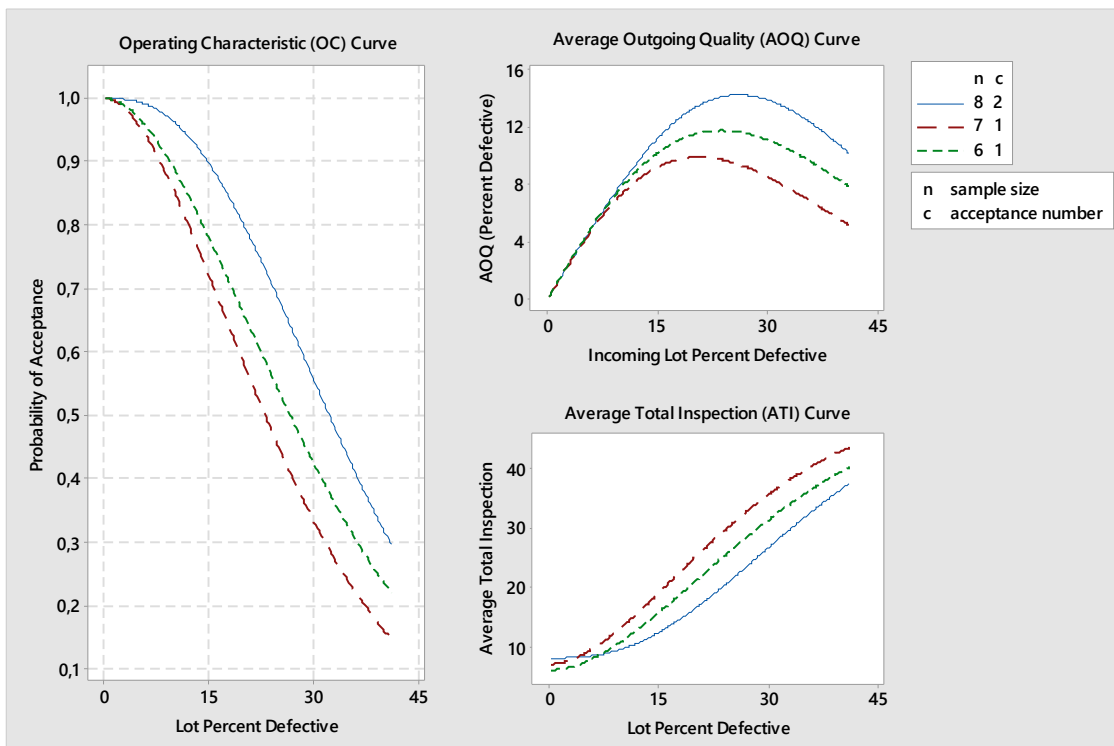 Operating Characteristic (OC) Curve
1,0
0,9
0,8
0,7
0,6
0,5
0,4
0,3
0,2
0,1
Probability of Acceptance
0 15 30 45
Lot Percent Defective
Average Outgoing Quality (AOQ) Curve
16
12
8
4
0
AOQ (Percent Defective)
0 15 30 45
Incoming Lot Percent Defective
Average Total Inspection (ATI) Curve
40
30
20
10
Average Total Inspection
0 15 30 45
Lot Percent Defective
n c
8 2
7 1
6 1
n sample size
c acceptance number